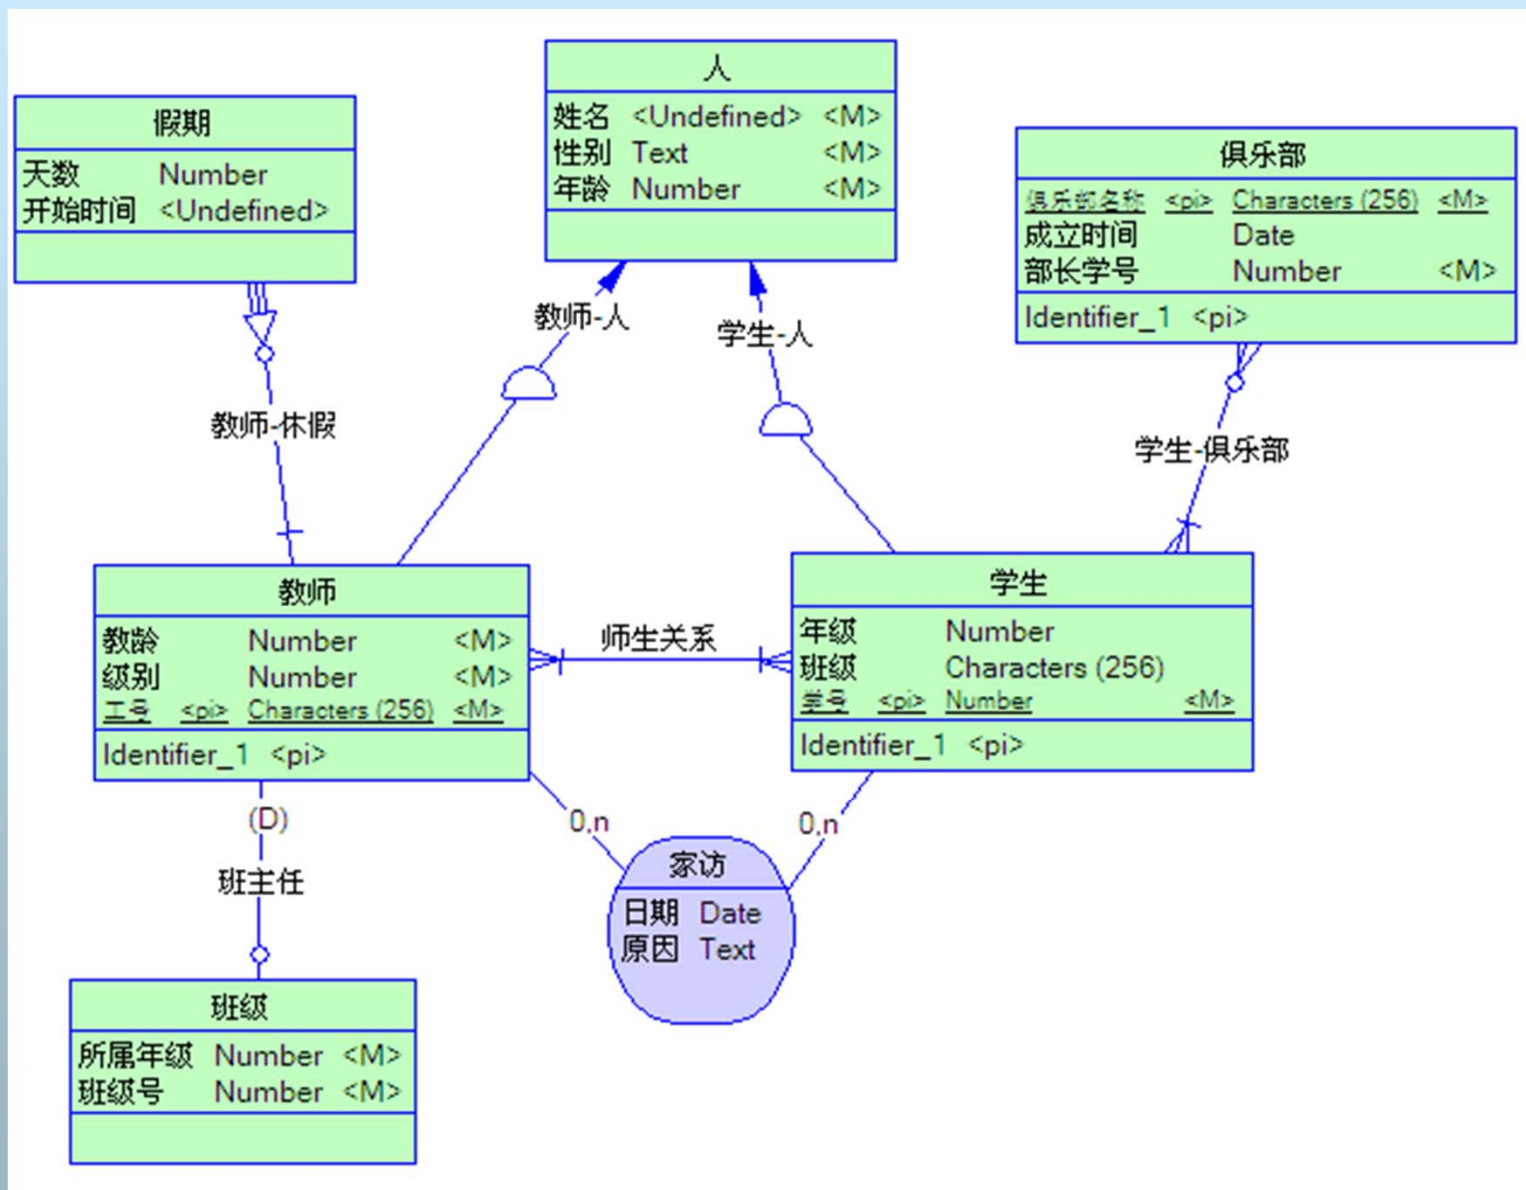 人
姓名 <Undefined> <M>
性别 Text <M>
年龄 Number <M>
假期
天数 Number
开始时间 <Undefined>
俱乐部
俱乐部名称 <pi> Characters (256) <M>
成立时间 Date
部长学号 Number <M>
Identifier_1 <pi>
教师-人
学生-人
教师-休假
学生-俱乐部
教师
教龄 Number <M>
级别 Number <M>
工号 <pi> Characters (256) <M>
Identifier_1 <pi>
师生关系
学生
年级 Number
班级 Characters (256)
学号 <pi> Number <M>
Identifier_1 <pi>
(D)
班主任
0,n
0,n
家访
日期 Date
原因 Text
班级
所属年级 Number <M>
班级号 Number <M>